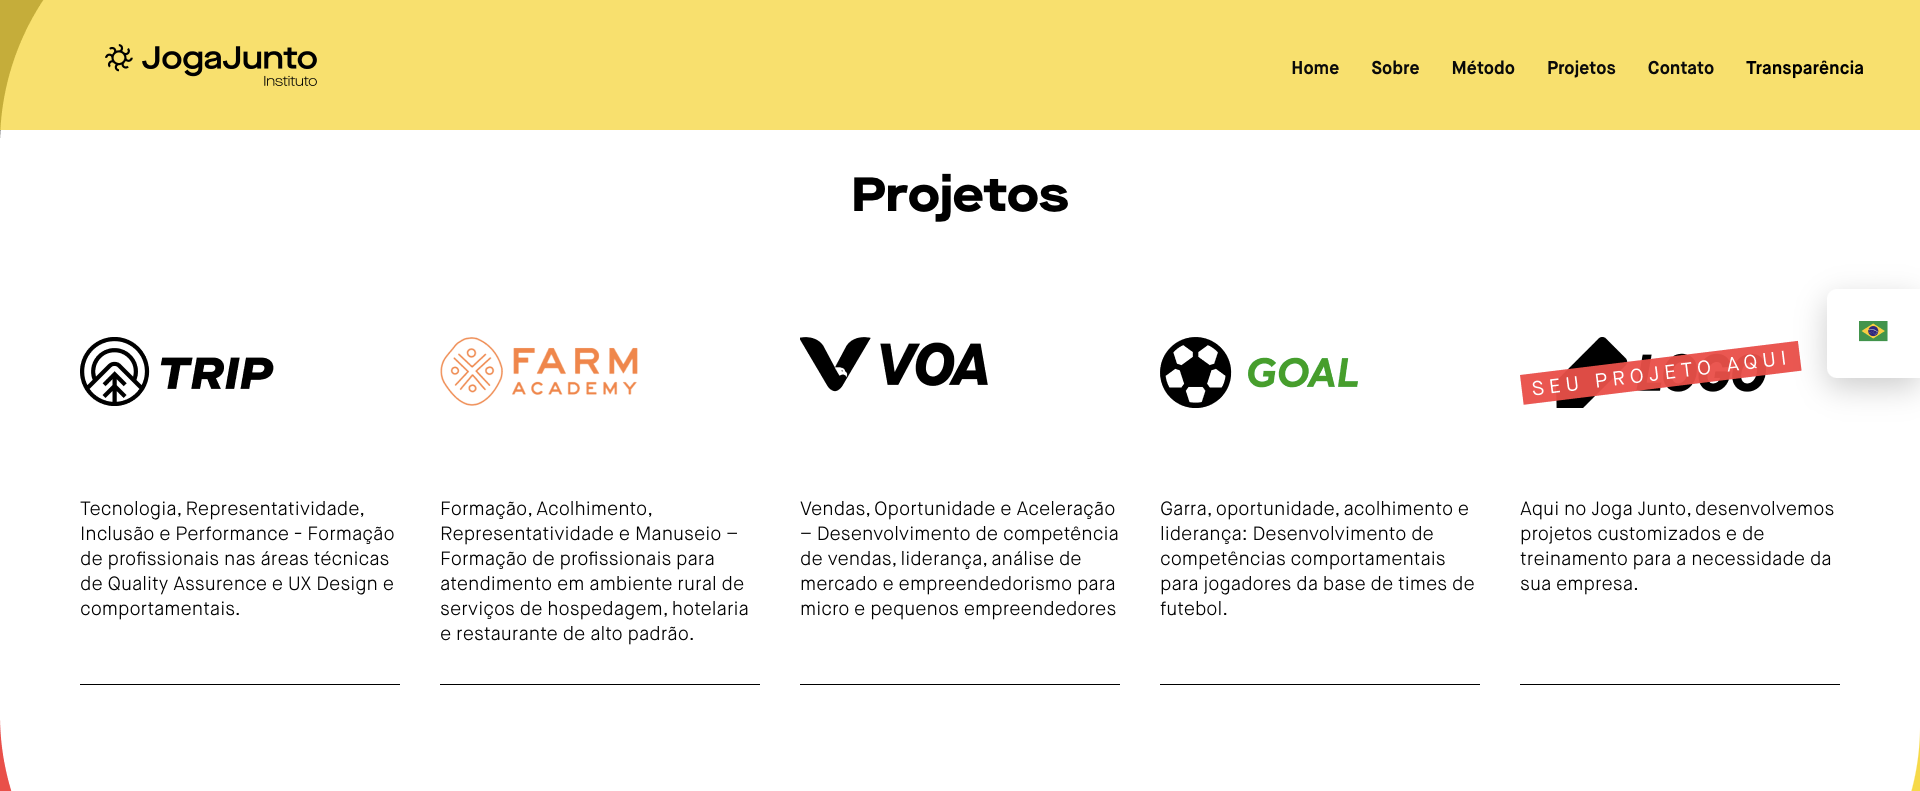 JogaJunto
Instituto
Home Sobre Método Projetos Contato Transparência
Projetos
TRIP
FARM
ACADEMY
VOA
GOAL
LOGO
SEU PROJETO AQUI
Tecnologia, Representatividade,
Inclusão e Performance - Formação
de profissionais nas áreas técnicas
de Quality Assurence e UX Design e
comportamentais.
Formação, Acolhimento,
Representatividade e Manuseio –
Formação de profissionais para
atendimento em ambiente rural de
serviços de hospedagem, hotelaria
e restaurante de alto padrão.
Vendas, Oportunidade e Aceleração
– Desenvolvimento de competência
de vendas, liderança, análise de
mercado e empreendedorismo para
micro e pequenos empreendedores
Garra, oportunidade, acolhimento e
liderança: Desenvolvimento de
competências comportamentais
para jogadores da base de times de
futebol.
Aqui no Joga Junto, desenvolvemos
projetos customizados e de
treinamento para a necessidade da
sua empresa.